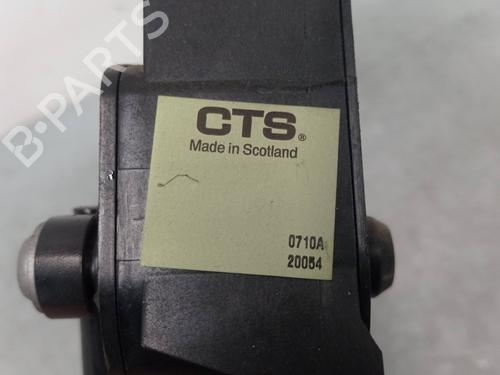 B-PARTS
CTS®
Made in Scotland
0710A
20054